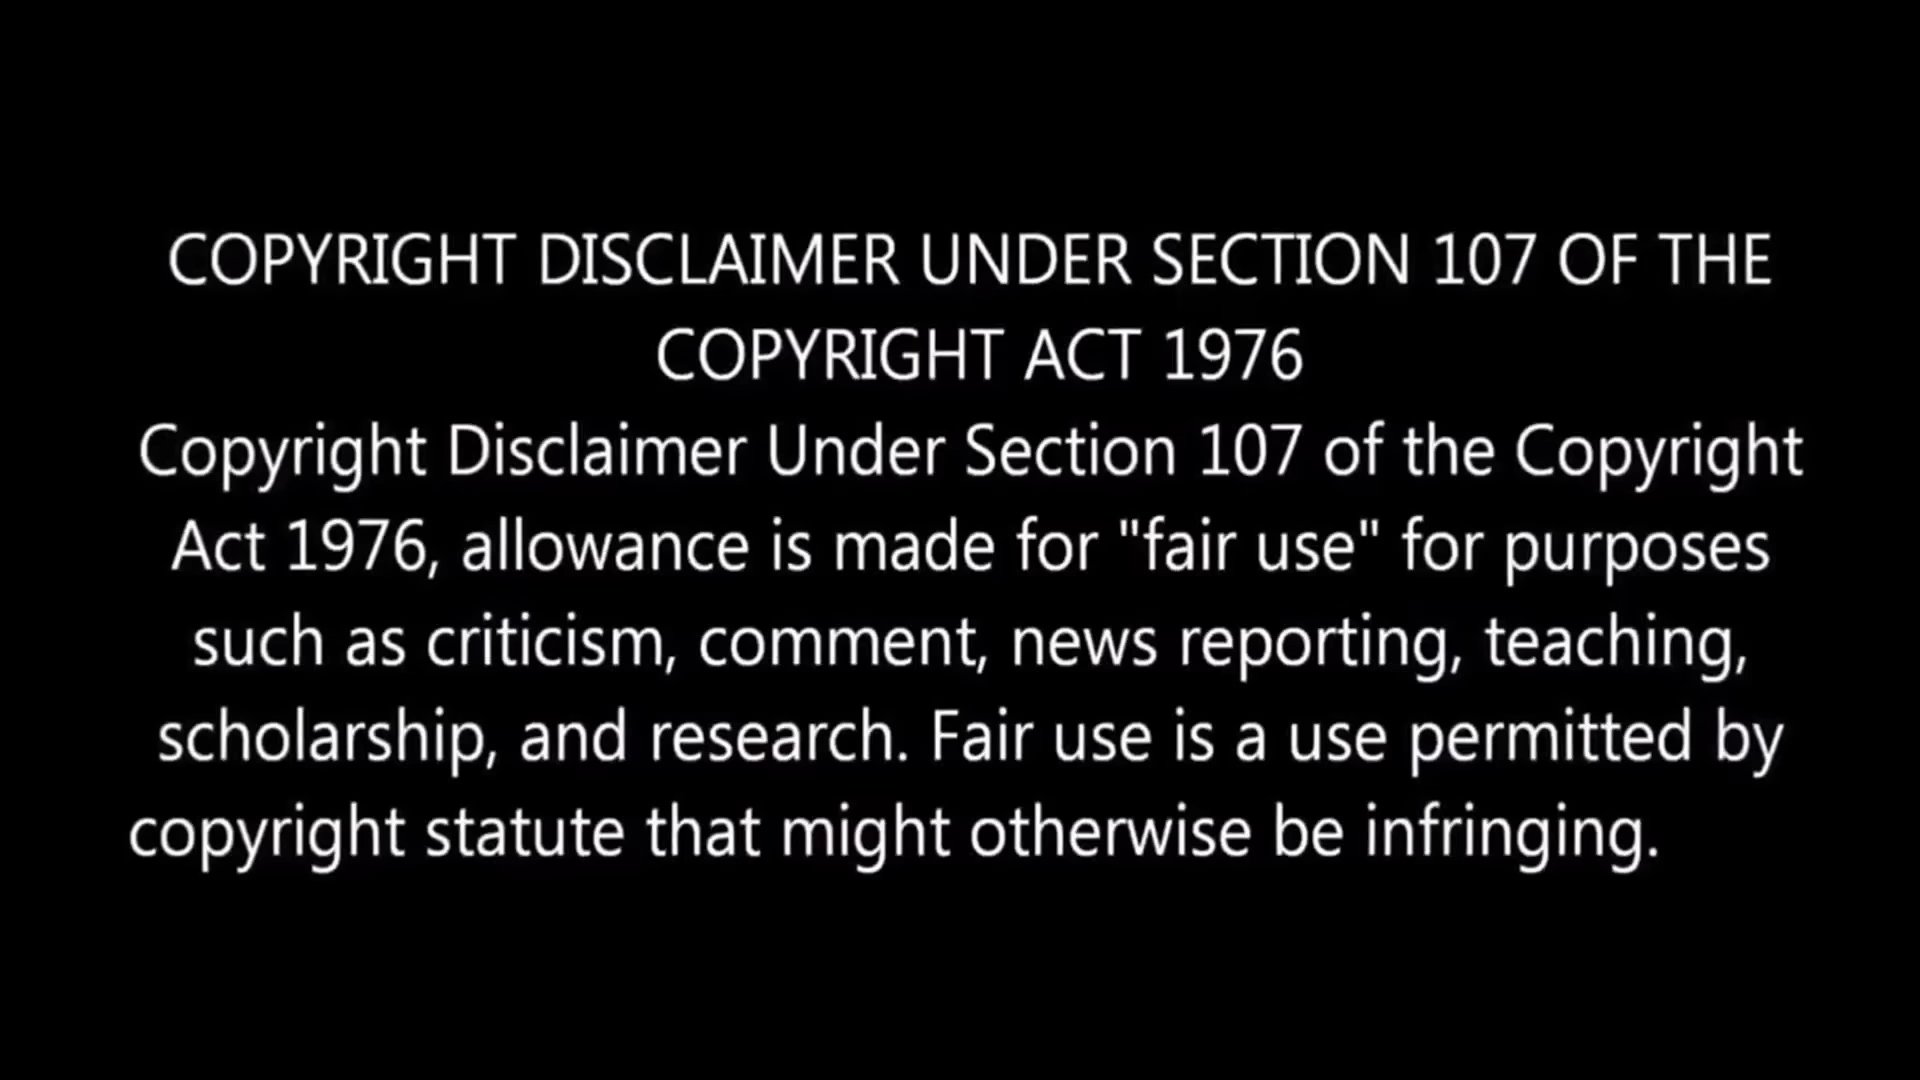 COPYRIGHT DISCLAIMER UNDER SECTION 107 OF THE
COPYRIGHT ACT 1976
Copyright Disclaimer Under Section 107 of the Copyright
Act 1976, allowance is made for "fair use" for purposes
such as criticism, comment, news reporting, teaching,
scholarship, and research. Fair use is a use permitted by
copyright statute that might otherwise be infringing.